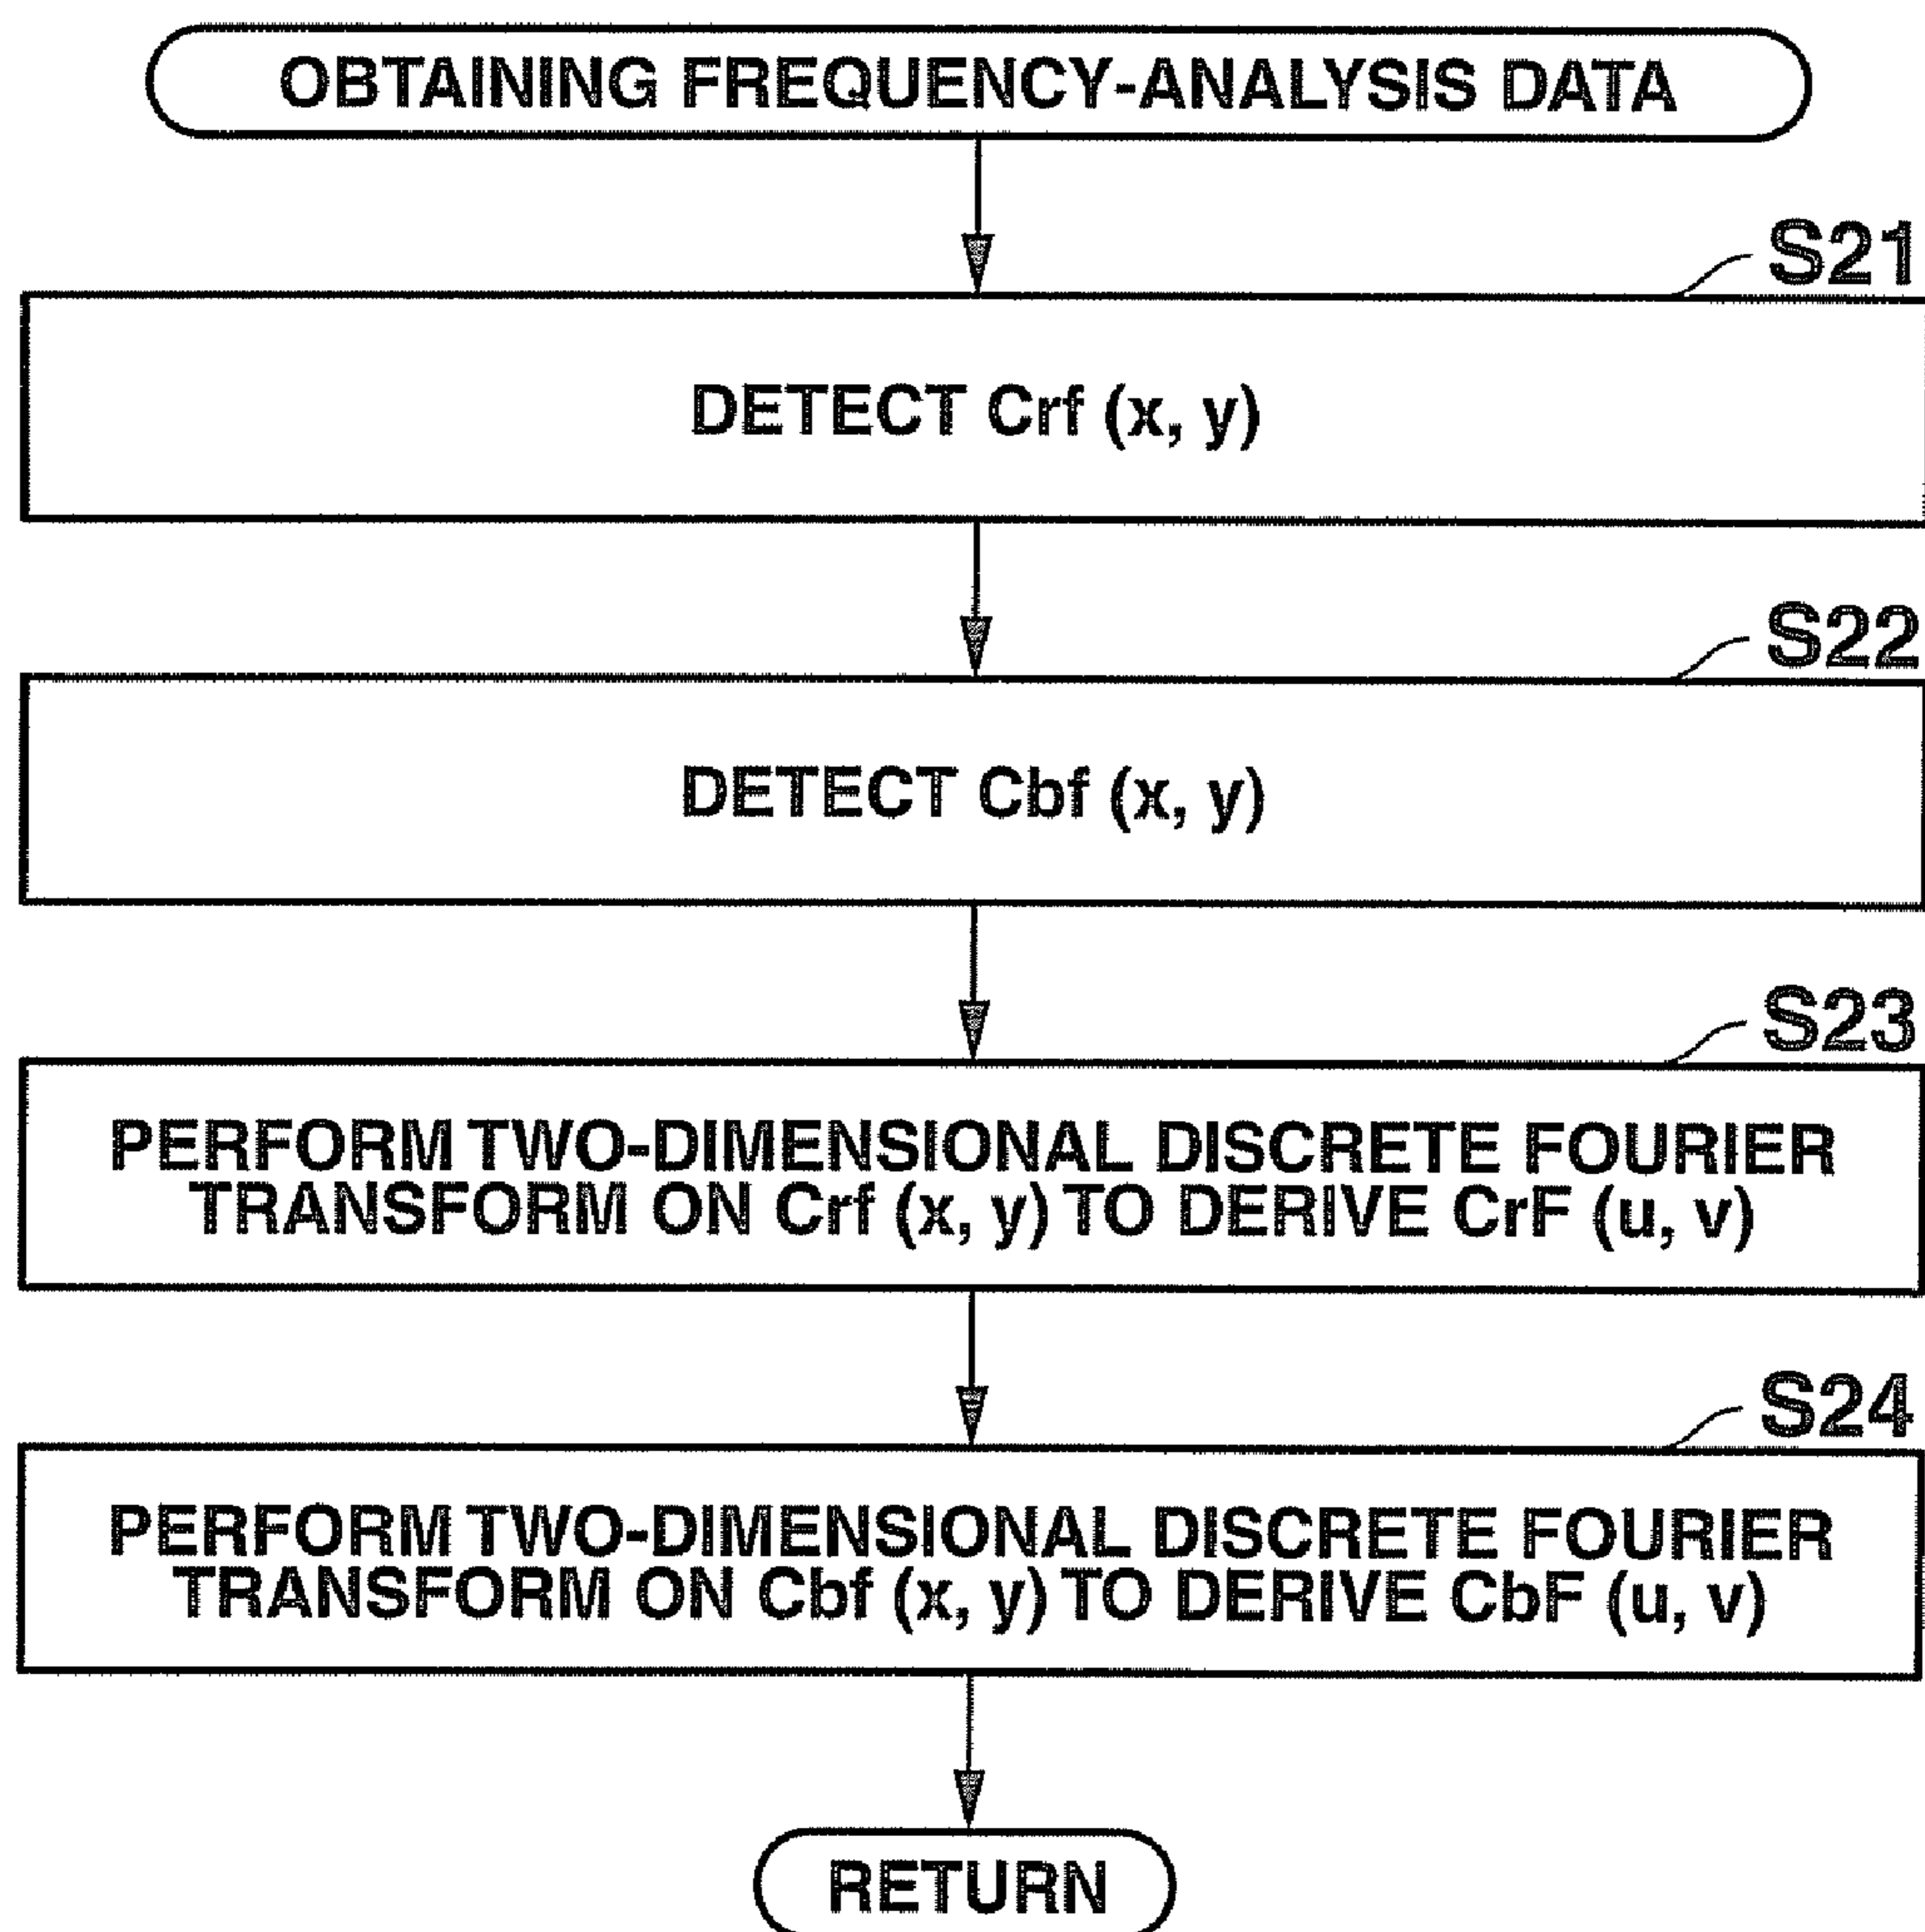 OBTAINING FREQUENCY-ANALYSIS DATA
S21
DETECT Crf (x, y)
S22
DETECT Cbf (x, y)
S23
PERFORM TWO-DIMENSIONAL DISCRETE FOURIER
TRANSFORM ON Crf (x, y) TO DERIVE CrF (u, v)
S24
PERFORM TWO-DIMENSIONAL DISCRETE FOURIER
TRANSFORM ON Cbf (x, y) TO DERIVE CbF (u, v)
RETURN